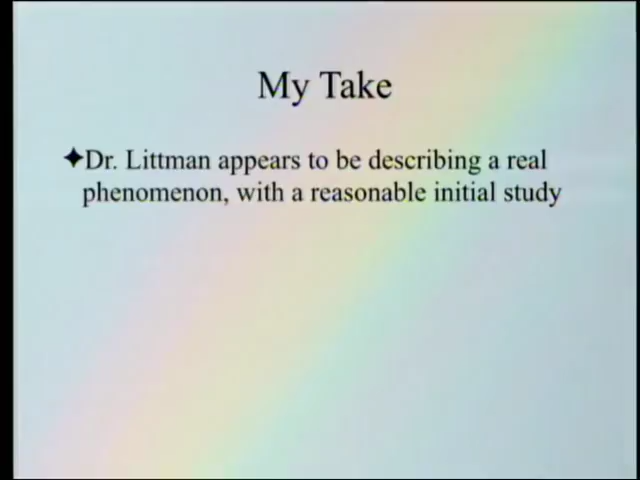 My Take
✦Dr. Littman appears to be describing a real
phenomenon, with a reasonable initial study